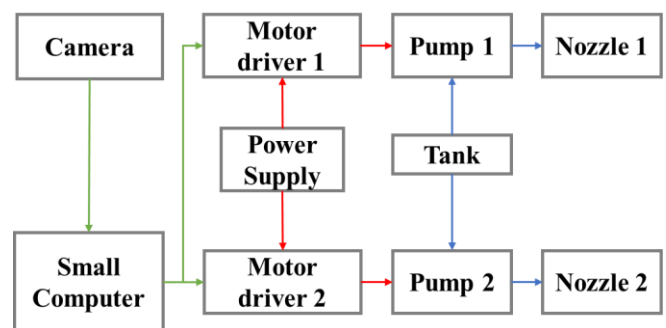 Camera
Motor
driver 1
Pump 1
Nozzle 1
Power
Supply
Tank
Small
Computer
Motor
driver 2
Pump 2
Nozzle 2